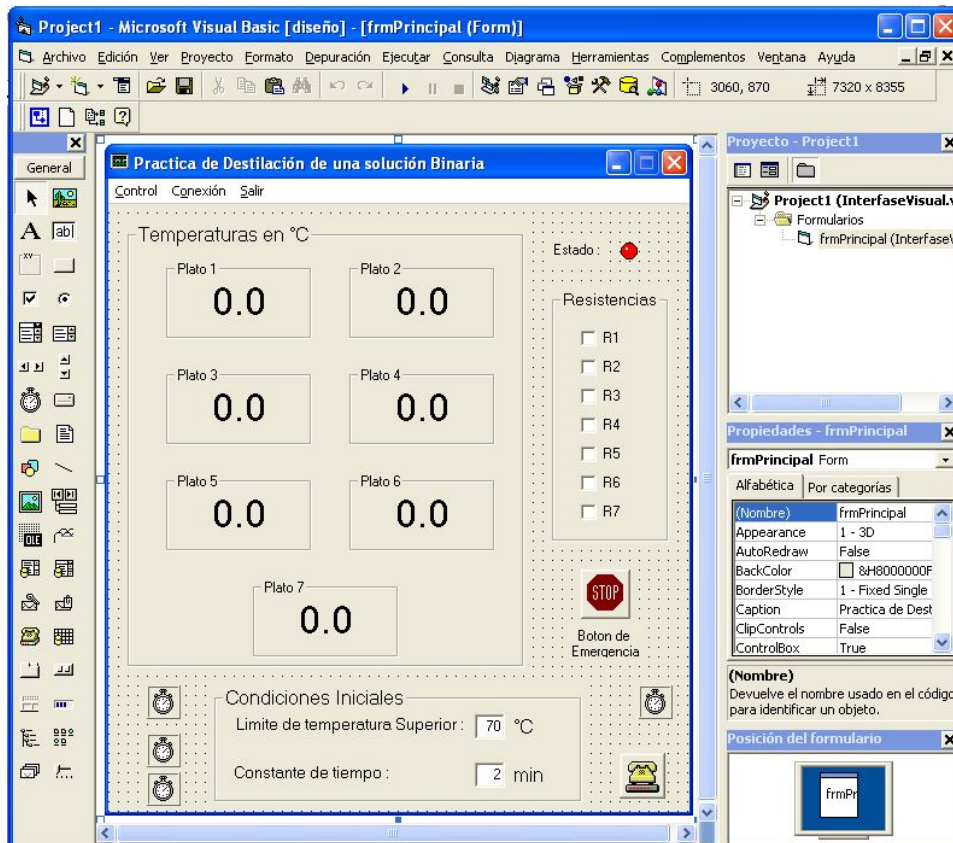 Project1 - Microsoft Visual Basic [diseño] - [frmPrincipal (Form)]
Archivo Edición Ver Proyecto Formato Depuración Ejecutar Consulta Diagrama Herramientas Complementos Ventana Ayuda
3060, 870 7320 x 8355
General
A ab|
XV
OLE
Practica de Destilación de una solución Binaria
Control Conexión Salir
Temperaturas en °C
Plato 1
0.0
Plato 2
0.0
Plato 3
0.0
Plato 4
0.0
Plato 5
0.0
Plato 6
0.0
Plato 7
0.0
Estado :
Resistencias
R1
R2
R3
R4
R5
R6
R7
STOP
Boton de
Emergencia
Condiciones Iniciales
Limite de temperatura Superior : 70 °C
Constante de tiempo : 2 min
Proyecto - Project1
Project1 (InterfaseVisual.v
Formularios
frmPrincipal (InterfaseV
Propiedades - frmPrincipal
frmPrincipal Form
Alfabética Por categorías
(Nombre) frmPrincipal
Appearance 1 - 3D
AutoRedraw False
BackColor &H8000000F
BorderStyle 1 - Fixed Single
Caption Practica de Dest
ClipControls False
ControlBox True
(Nombre)
Devuelve el nombre usado en el código
para identificar un objeto.
Posición del formulario
frmPr